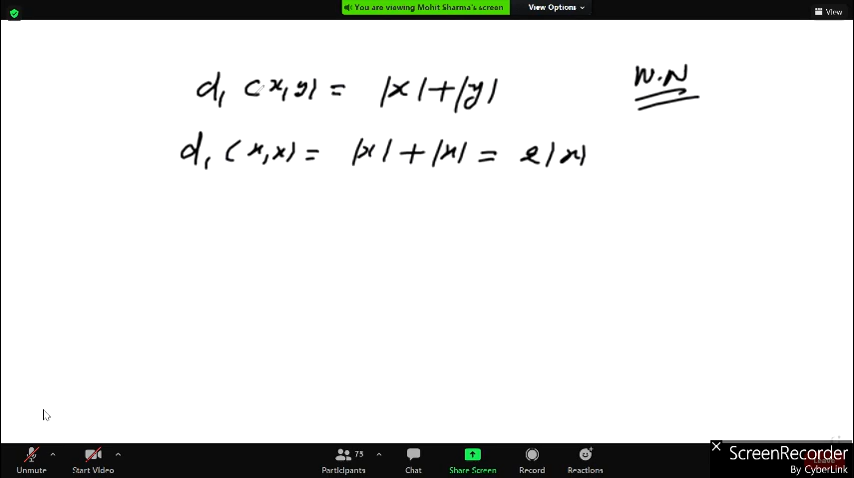 You are viewing Mohit Sharma's screen
View Options
View
d₁ (x,y) = |x|+|y|
W.N
d₁ (x,x) = |x|+|x| = 2|x|
Unmute
Start Video
75
Participants
Chat
Share Screen
Record
Reactions
ScreenRecorder
By CyberLink